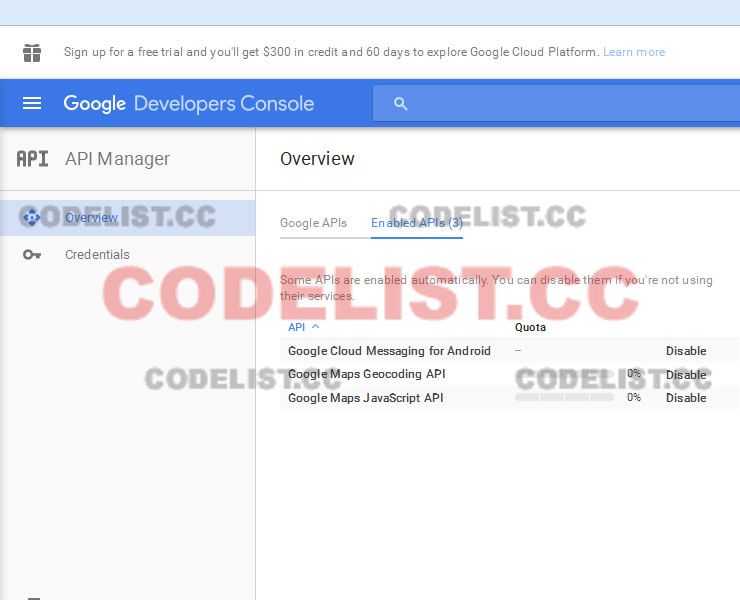 Sign up for a free trial and you'll get $300 in credit and 60 days to explore Google Cloud Platform. Learn more
Google Developers Console
API API Manager
Overview
CODELIST.CC
Overview
Credentials
CODELIST.CC
Google APIs
Enabled APIs (3)
CODELIST.CC
Some APIs are enabled automatically. You can disable them if you're not using
their services.
API Quota
Google Cloud Messaging for Android – Disable
CODELIST.CC
CODELIST.CC
Google Maps Geocoding API 0% Disable
Google Maps JavaScript API 0% Disable